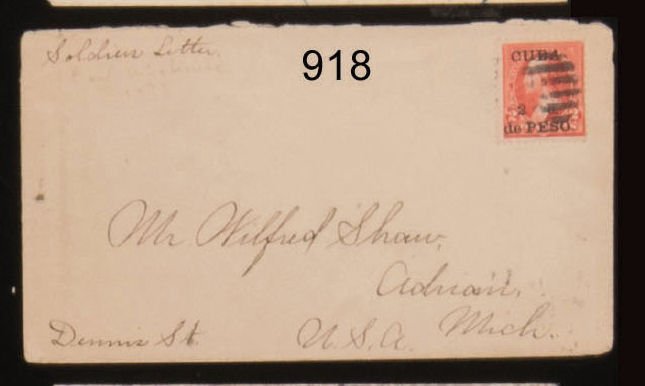 Soldiers Letter.
918
CUBA
2
de PESO
Mr Wilfred Shaw.
Adrian.
Dennis St. U.S.A. Mich.